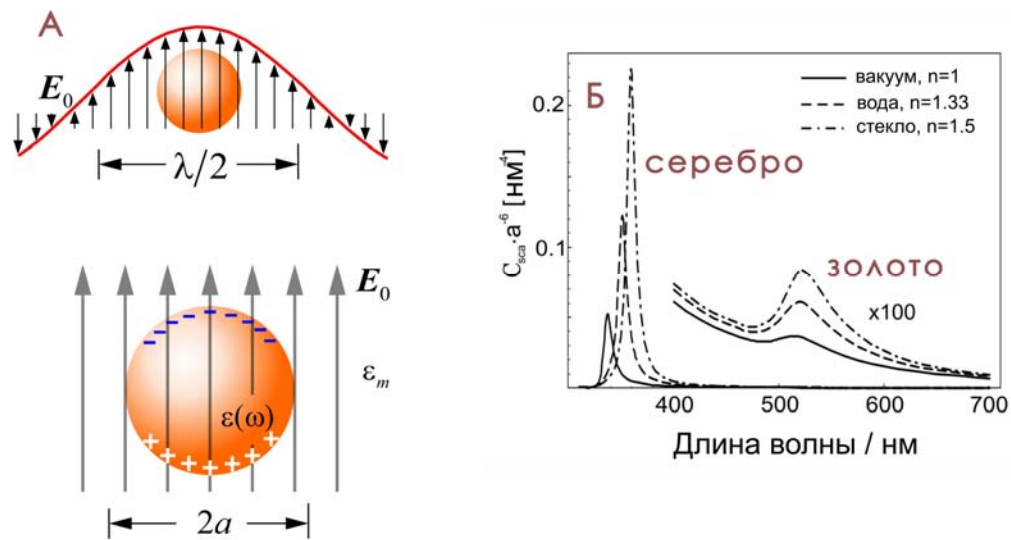 А
E₀
λ/2
E₀
εₘ
ε(ω)
2a
Б
вакуум, n=1
вода, n=1.33
стекло, n=1.5
серебро
золото
x100
0.2
0.1
C_sca·a⁻⁶ [нм⁴]
400 500 600 700
Длина волны / нм